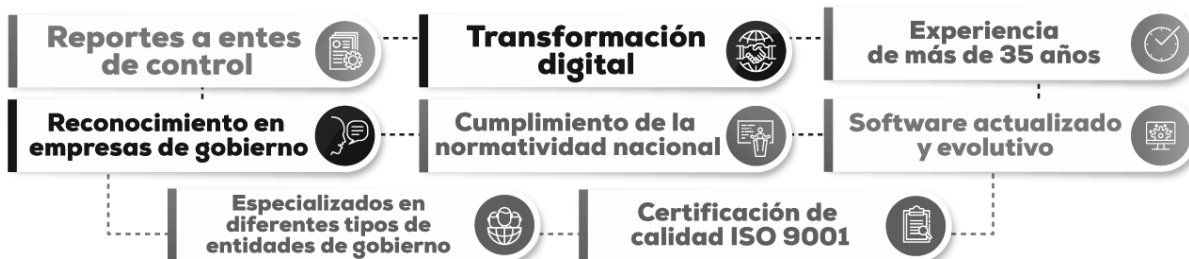 Reportes a entes
de control
Transformación
digital
Experiencia
de más de 35 años
Reconocimiento en
empresas de gobierno
Cumplimiento de la
normatividad nacional
Software actualizado
y evolutivo
Especializados en
diferentes tipos de
entidades de gobierno
Certificación de
calidad ISO 9001